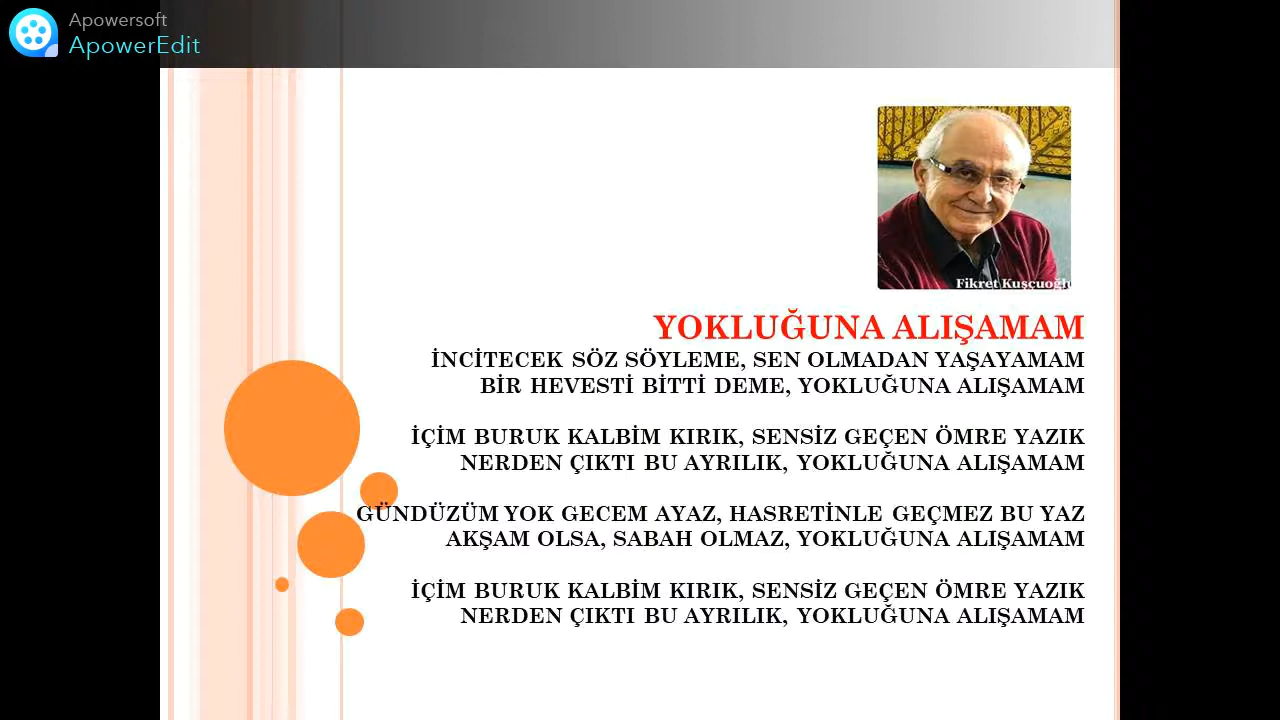 Apowersoft
ApowerEdit
Fikret Kuşçuoğlu
YOKLUĞUNA ALIŞAMAM
İNCİTECEK SÖZ SÖYLEME, SEN OLMADAN YAŞAYAMAM
BİR HEVESTİ BİTTİ DEME, YOKLUĞUNA ALIŞAMAM
İÇİM BURUK KALBİM KIRIK, SENSİZ GEÇEN ÖMRE YAZIK
NERDEN ÇIKTI BU AYRILIK, YOKLUĞUNA ALIŞAMAM
GÜNDÜZÜM YOK GECEM AYAZ, HASRETİNLE GEÇMEZ BU YAZ
AKŞAM OLSA, SABAH OLMAZ, YOKLUĞUNA ALIŞAMAM
İÇİM BURUK KALBİM KIRIK, SENSİZ GEÇEN ÖMRE YAZIK
NERDEN ÇIKTI BU AYRILIK, YOKLUĞUNA ALIŞAMAM